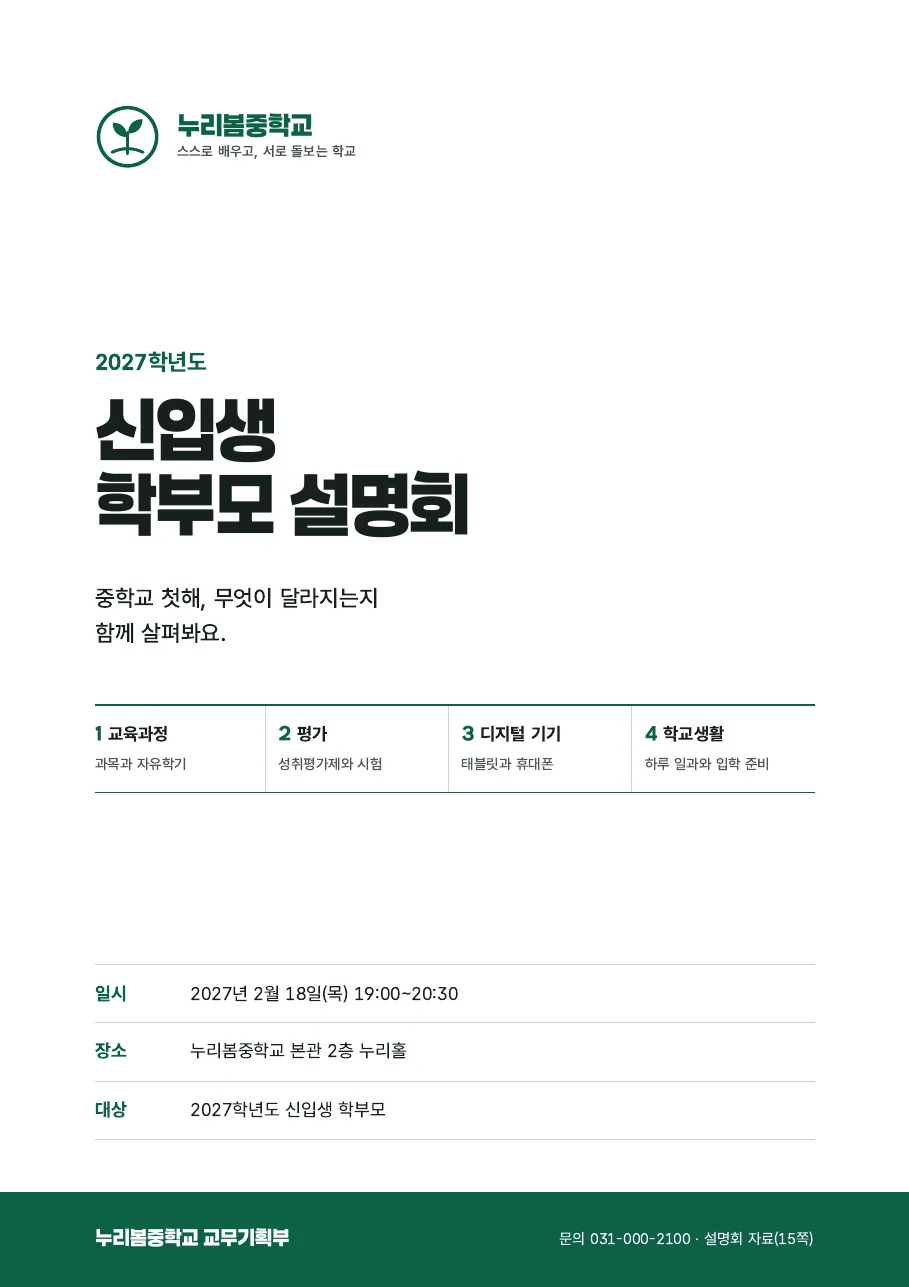 누리봄중학교
스스로 배우고, 서로 돌보는 학교
2027학년도
신입생
학부모 설명회
중학교 첫해, 무엇이 달라지는지
함께 살펴봐요.
1 교육과정
과목과 자유학기
2 평가
성취평가제와 시험
3 디지털 기기
태블릿과 휴대폰
4 학교생활
하루 일과와 입학 준비
일시 2027년 2월 18일(목) 19:00~20:30
장소 누리봄중학교 본관 2층 누리홀
대상 2027학년도 신입생 학부모
누리봄중학교 교무기획부
문의 031-000-2100 · 설명회 자료(15쪽)